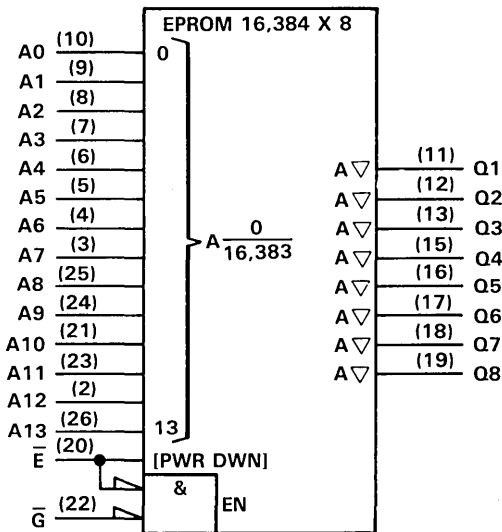 EPROM 16,384 X 8
A0 (10) 0
A1 (9)
A2 (8)
A3 (7)
A4 (6)
A5 (5)
A6 (4)
A7 (3)
A8 (25)
A9 (24)
A10 (21)
A11 (23)
A12 (2)
A13 (26) 13
A 0
16,383
A ▽ (11) Q1
A ▽ (12) Q2
A ▽ (13) Q3
A ▽ (15) Q4
A ▽ (16) Q5
A ▽ (17) Q6
A ▽ (18) Q7
A ▽ (19) Q8
E̅ (20) [PWR DWN]
&
G̅ (22) EN